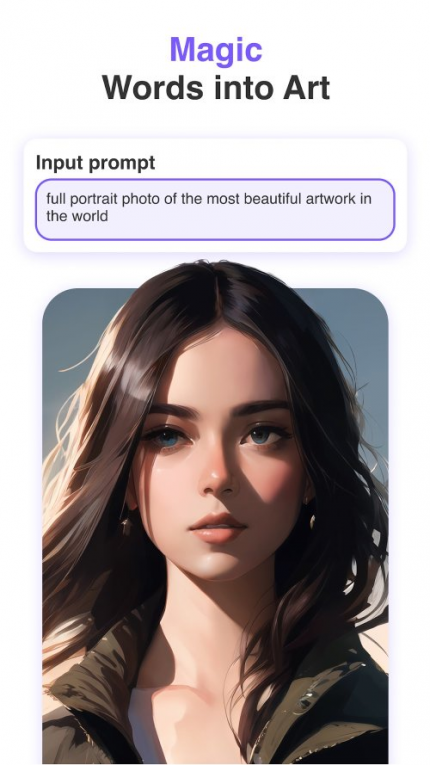 Magic
Words into Art
Input prompt
full portrait photo of the most beautiful artwork in
the world